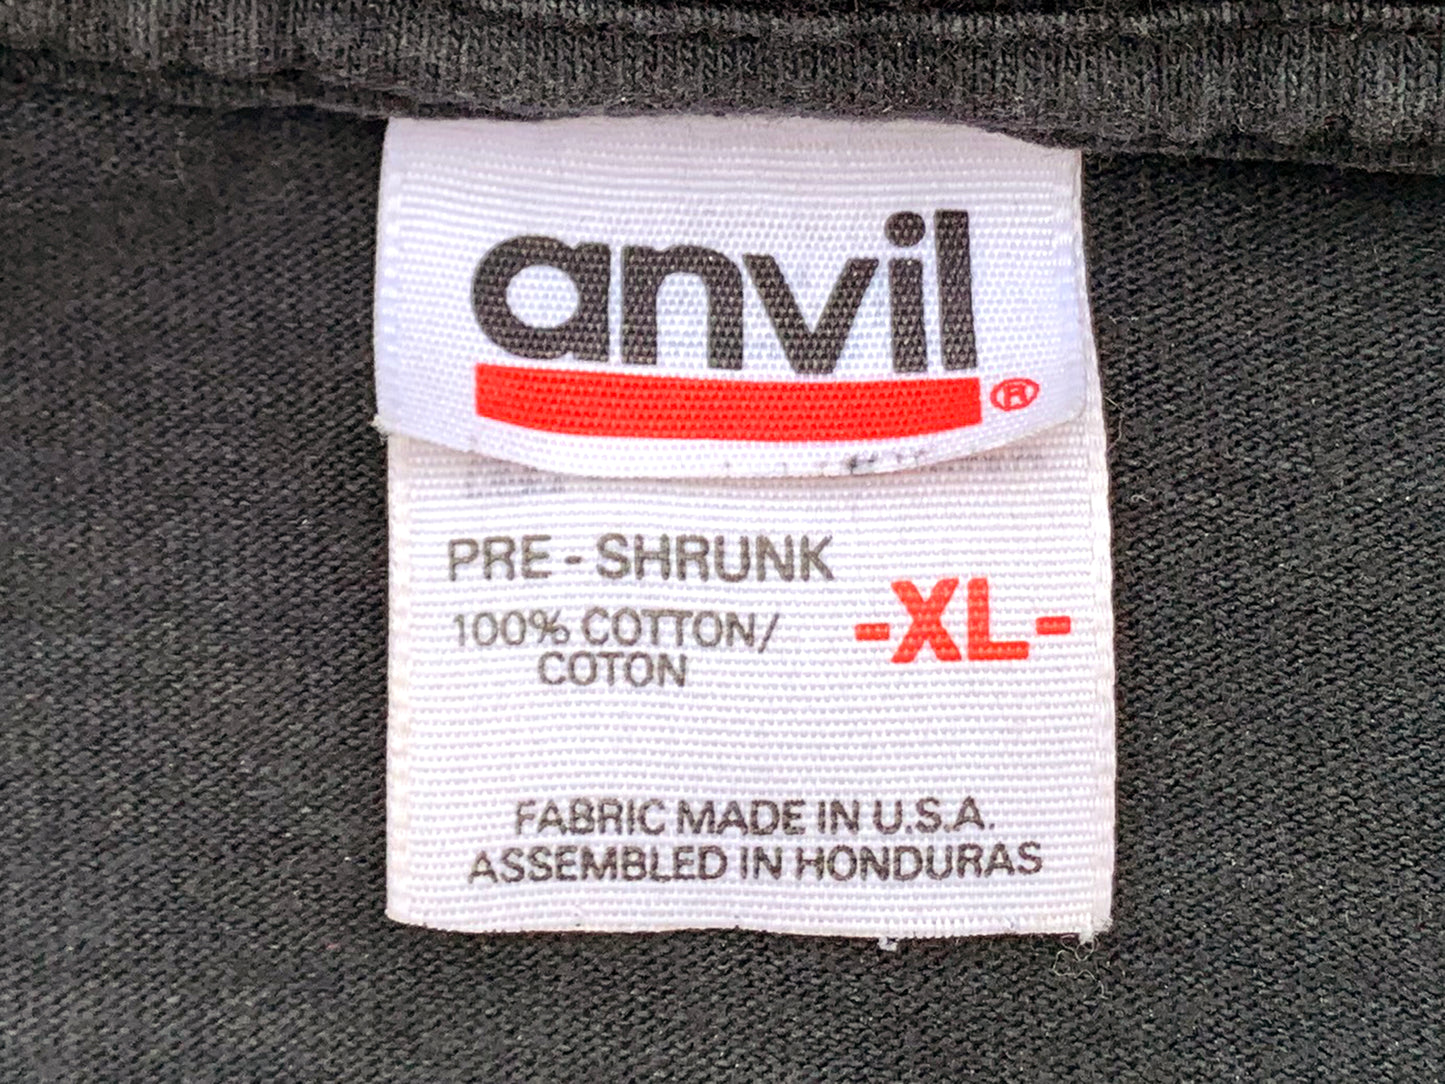 anvil
®
PRE-SHRUNK
100% COTTON/
COTON
-XL-
FABRIC MADE IN U.S.A.
ASSEMBLED IN HONDURAS